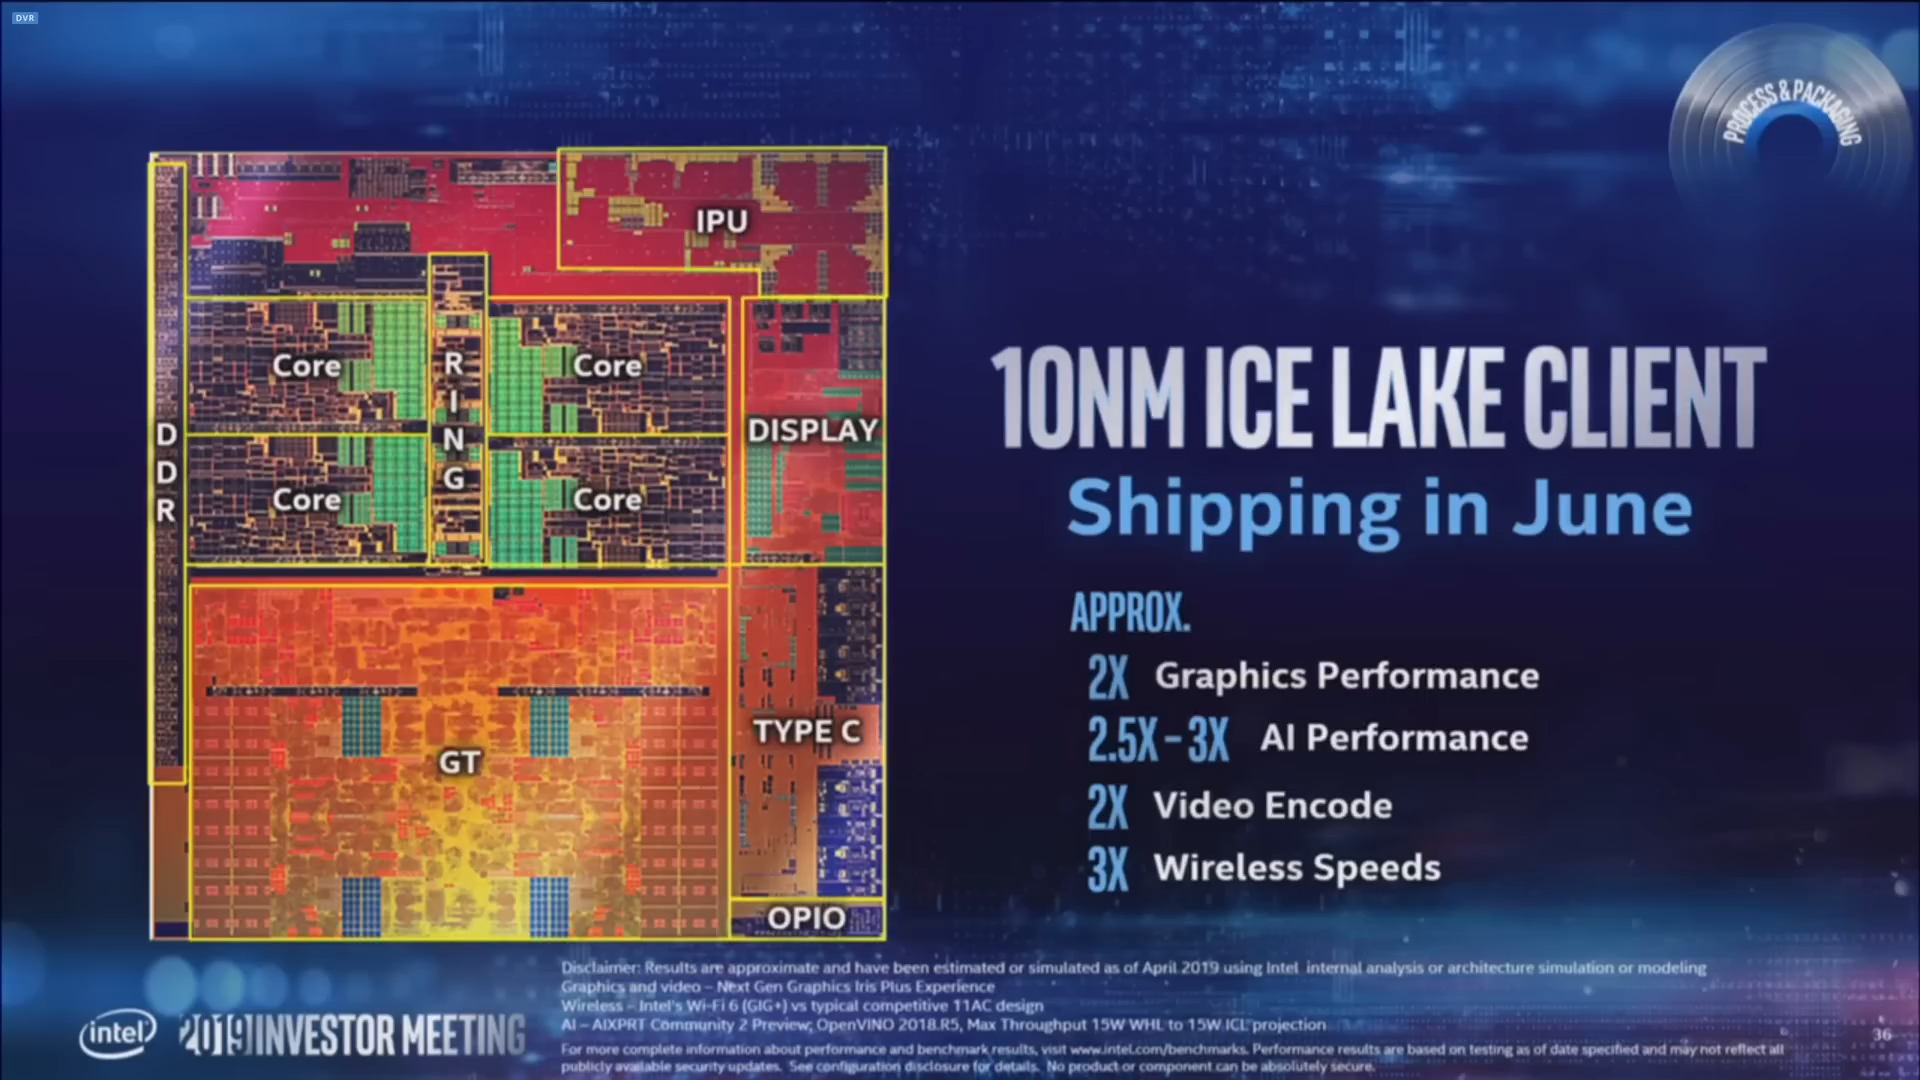 DVR
PROCESS & PACKAGING
IPU
Core
RING
Core
DDR
DISPLAY
Core
Core
10NM ICE LAKE CLIENT
Shipping in June
APPROX.
2X Graphics Performance
2.5X – 3X AI Performance
2X Video Encode
3X Wireless Speeds
GT
TYPE C
OPIO
Disclaimer: Results are approximate and have been estimated or simulated as of April 2019 using Intel internal analysis or architecture simulation or modeling
Graphics and video – Next Gen Graphics Iris Plus Experience
Wireless – Intel's Wi-Fi 6 (GIG+) vs typical competitive 11AC design
AI – AIXPRT Community 2 Preview, OpenVINO 2018.R5, Max Throughput 15W WHL to 15W ICL projection
For more complete information about performance and benchmark results, visit www.intel.com/benchmarks. Performance results are based on testing as of date specified and may not reflect all
publicly available security updates. See configuration disclosure for details. No product or component can be absolutely secure.
intel 2019 INVESTOR MEETING
36